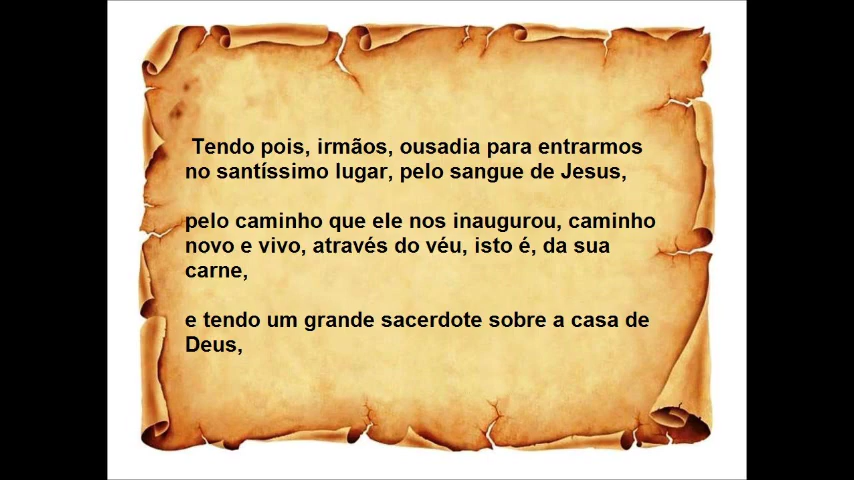 Tendo pois, irmãos, ousadia para entrarmos
no santíssimo lugar, pelo sangue de Jesus,
pelo caminho que ele nos inaugurou, caminho
novo e vivo, através do véu, isto é, da sua
carne,
e tendo um grande sacerdote sobre a casa de
Deus,